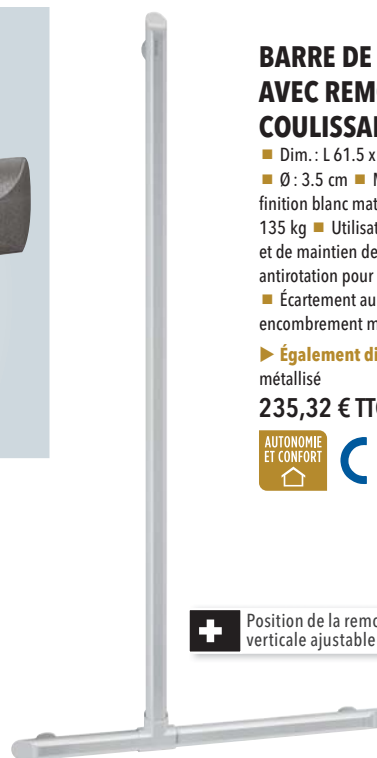 BARRE DE
AVEC REM
COULISSA
■ Dim. : L 61.5 x
■ Ø : 3.5 cm ■
finition blanc mat
135 kg ■ Utilisat
et de maintien de
antirotation pour
■ Écartement au
encombrement m
▶ Également di
métallisé
235,32 € TT
AUTONOMIE
ET CONFORT
Position de la remo
verticale ajustable